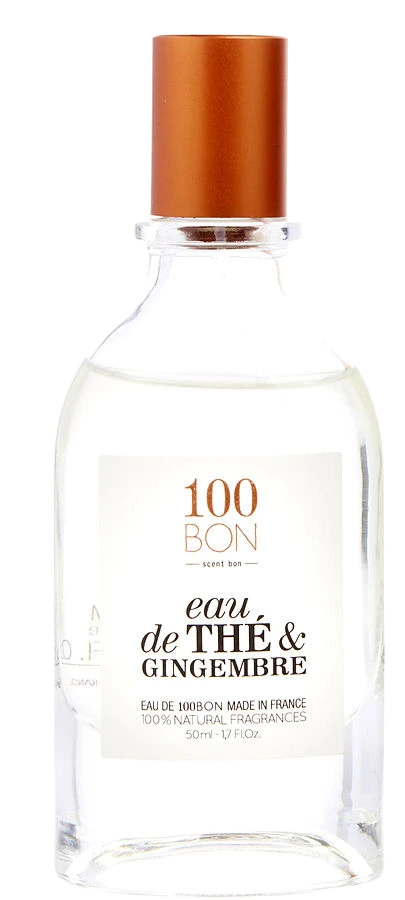 100
BON
scent bon
eau
de THÉ &
GINGEMBRE
EAU DE 100BON MADE IN FRANCE
100% NATURAL FRAGRANCES
50ml - 1,7 Fl.Oz.